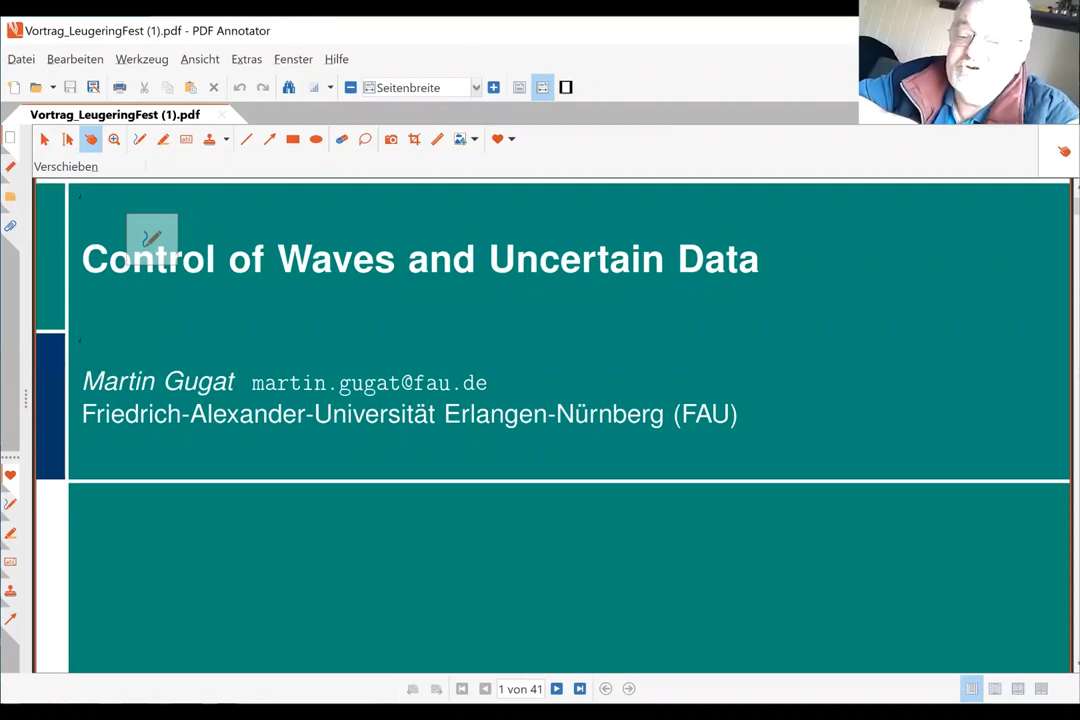 Vortrag_LeugeringFest (1).pdf - PDF Annotator
Datei Bearbeiten Werkzeug Ansicht Extras Fenster Hilfe
Seitenbreite
Vortrag_LeugeringFest (1).pdf
Verschieben
Control of Waves and Uncertain Data
Martin Gugat martin.gugat@fau.de
Friedrich-Alexander-Universität Erlangen-Nürnberg (FAU)
1 von 41